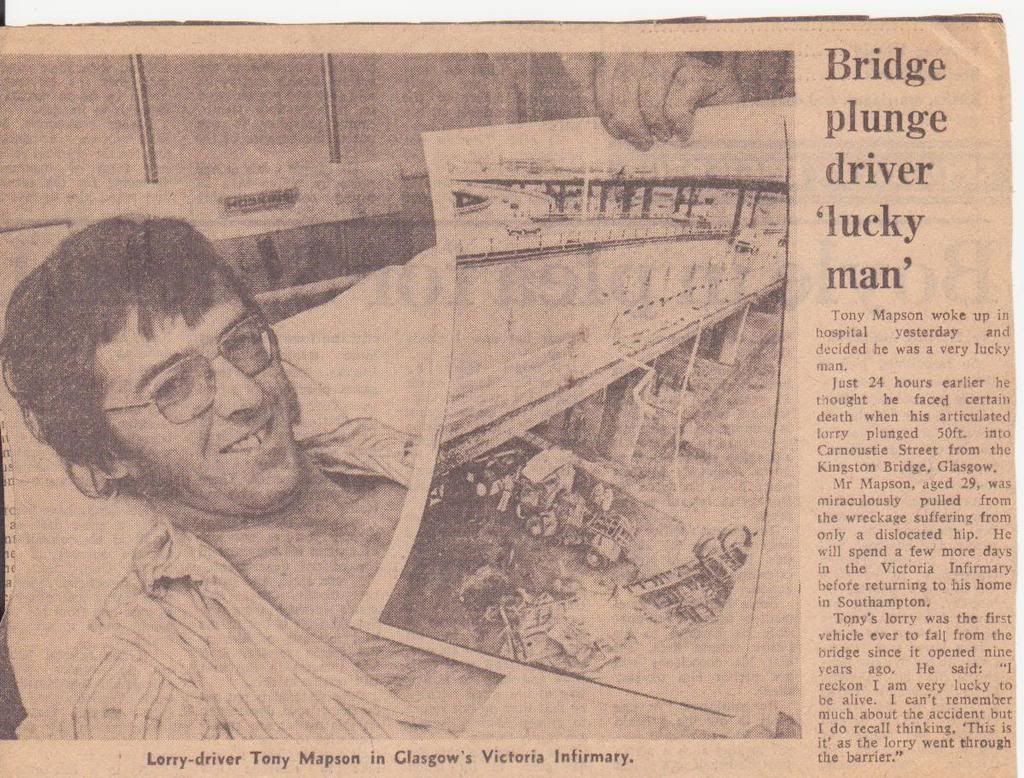 Bridge
plunge
driver
‘lucky
man’
Tony Mapson woke up in
hospital yesterday and
decided he was a very lucky
man.
Just 24 hours earlier he
thought he faced certain
death when his articulated
lorry plunged 50ft. into
Carnoustie Street from the
Kingston Bridge, Glasgow.
Mr Mapson, aged 29, was
miraculously pulled from
the wreckage suffering from
only a dislocated hip. He
will spend a few more days
in the Victoria Infirmary
before returning to his home
in Southampton.
Tony's lorry was the first
vehicle ever to fall from the
bridge since it opened nine
years ago. He said: "I
reckon I am very lucky to
be alive. I can't remember
much about the accident but
I do recall thinking, 'This is
it' as the lorry went through
the barrier."
Lorry-driver Tony Mapson in Glasgow's Victoria Infirmary.